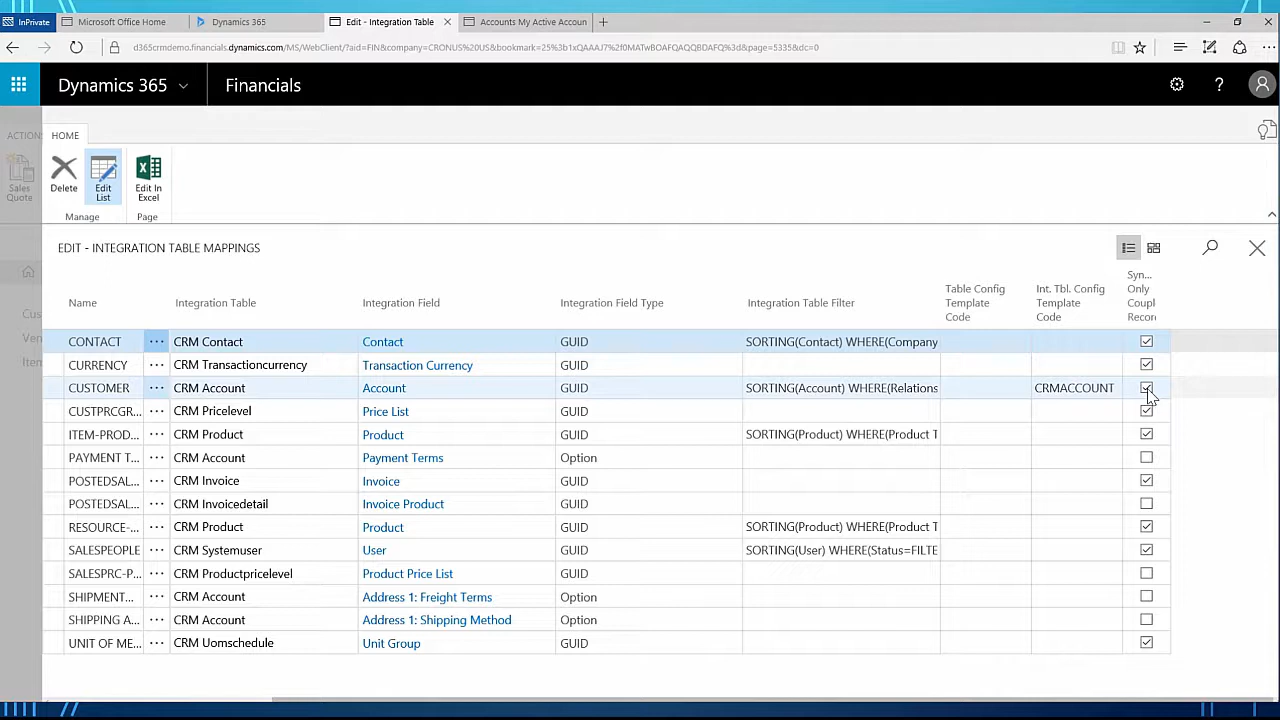 InPrivate Microsoft Office Home Dynamics 365 Edit - Integration Table Accounts My Active Accoun
d365crmdemo.financials.dynamics.com/MS/WebClient/?aid=FIN&company=CRONUS%20US&bookmark=25%3b1xQAAAJ7%2f0MATwBOAFQAQQBDAFQ%3d&page=5335&dc=0
Dynamics 365 Financials
ACTION HOME
Sales Quote
Delete Edit List Edit In Excel
Manage Page
EDIT - INTEGRATION TABLE MAPPINGS
Name Integration Table Integration Field Integration Field Type Integration Table Filter Table Config Template Code Int. Tbl. Config Template Code Syn... Only Coupl Record
CONTACT ... CRM Contact Contact GUID SORTING(Contact) WHERE(Company
CURRENCY ... CRM Transactioncurrency Transaction Currency GUID
CUSTOMER ... CRM Account Account GUID SORTING(Account) WHERE(Relations CRMACCOUNT
CUSTPRCGR... ... CRM Pricelevel Price List GUID
ITEM-PROD... ... CRM Product Product GUID SORTING(Product) WHERE(Product T
PAYMENT T... ... CRM Account Payment Terms Option
POSTEDSAL... ... CRM Invoice Invoice GUID
POSTEDSAL... ... CRM Invoicedetail Invoice Product GUID
RESOURCE-... ... CRM Product Product GUID SORTING(Product) WHERE(Product T
SALESPEOPLE ... CRM Systemuser User GUID SORTING(User) WHERE(Status=FILTE
SALESPRC-P... ... CRM Productpricelevel Product Price List GUID
SHIPMENT... ... CRM Account Address 1: Freight Terms Option
SHIPPING A... ... CRM Account Address 1: Shipping Method Option
UNIT OF ME... ... CRM Uomschedule Unit Group GUID
Cus
Ven
Iten